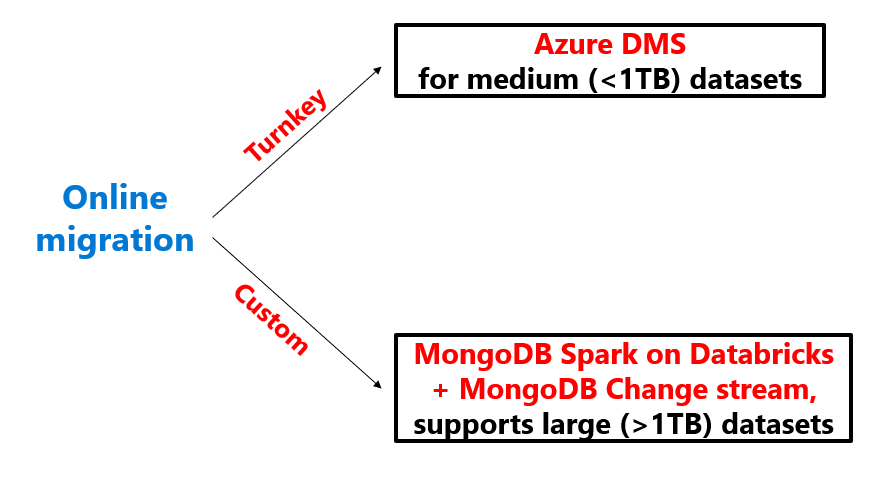 Azure DMS
for medium (<1TB) datasets
Turnkey
Online
migration
Custom
MongoDB Spark on Databricks
+ MongoDB Change stream,
supports large (>1TB) datasets